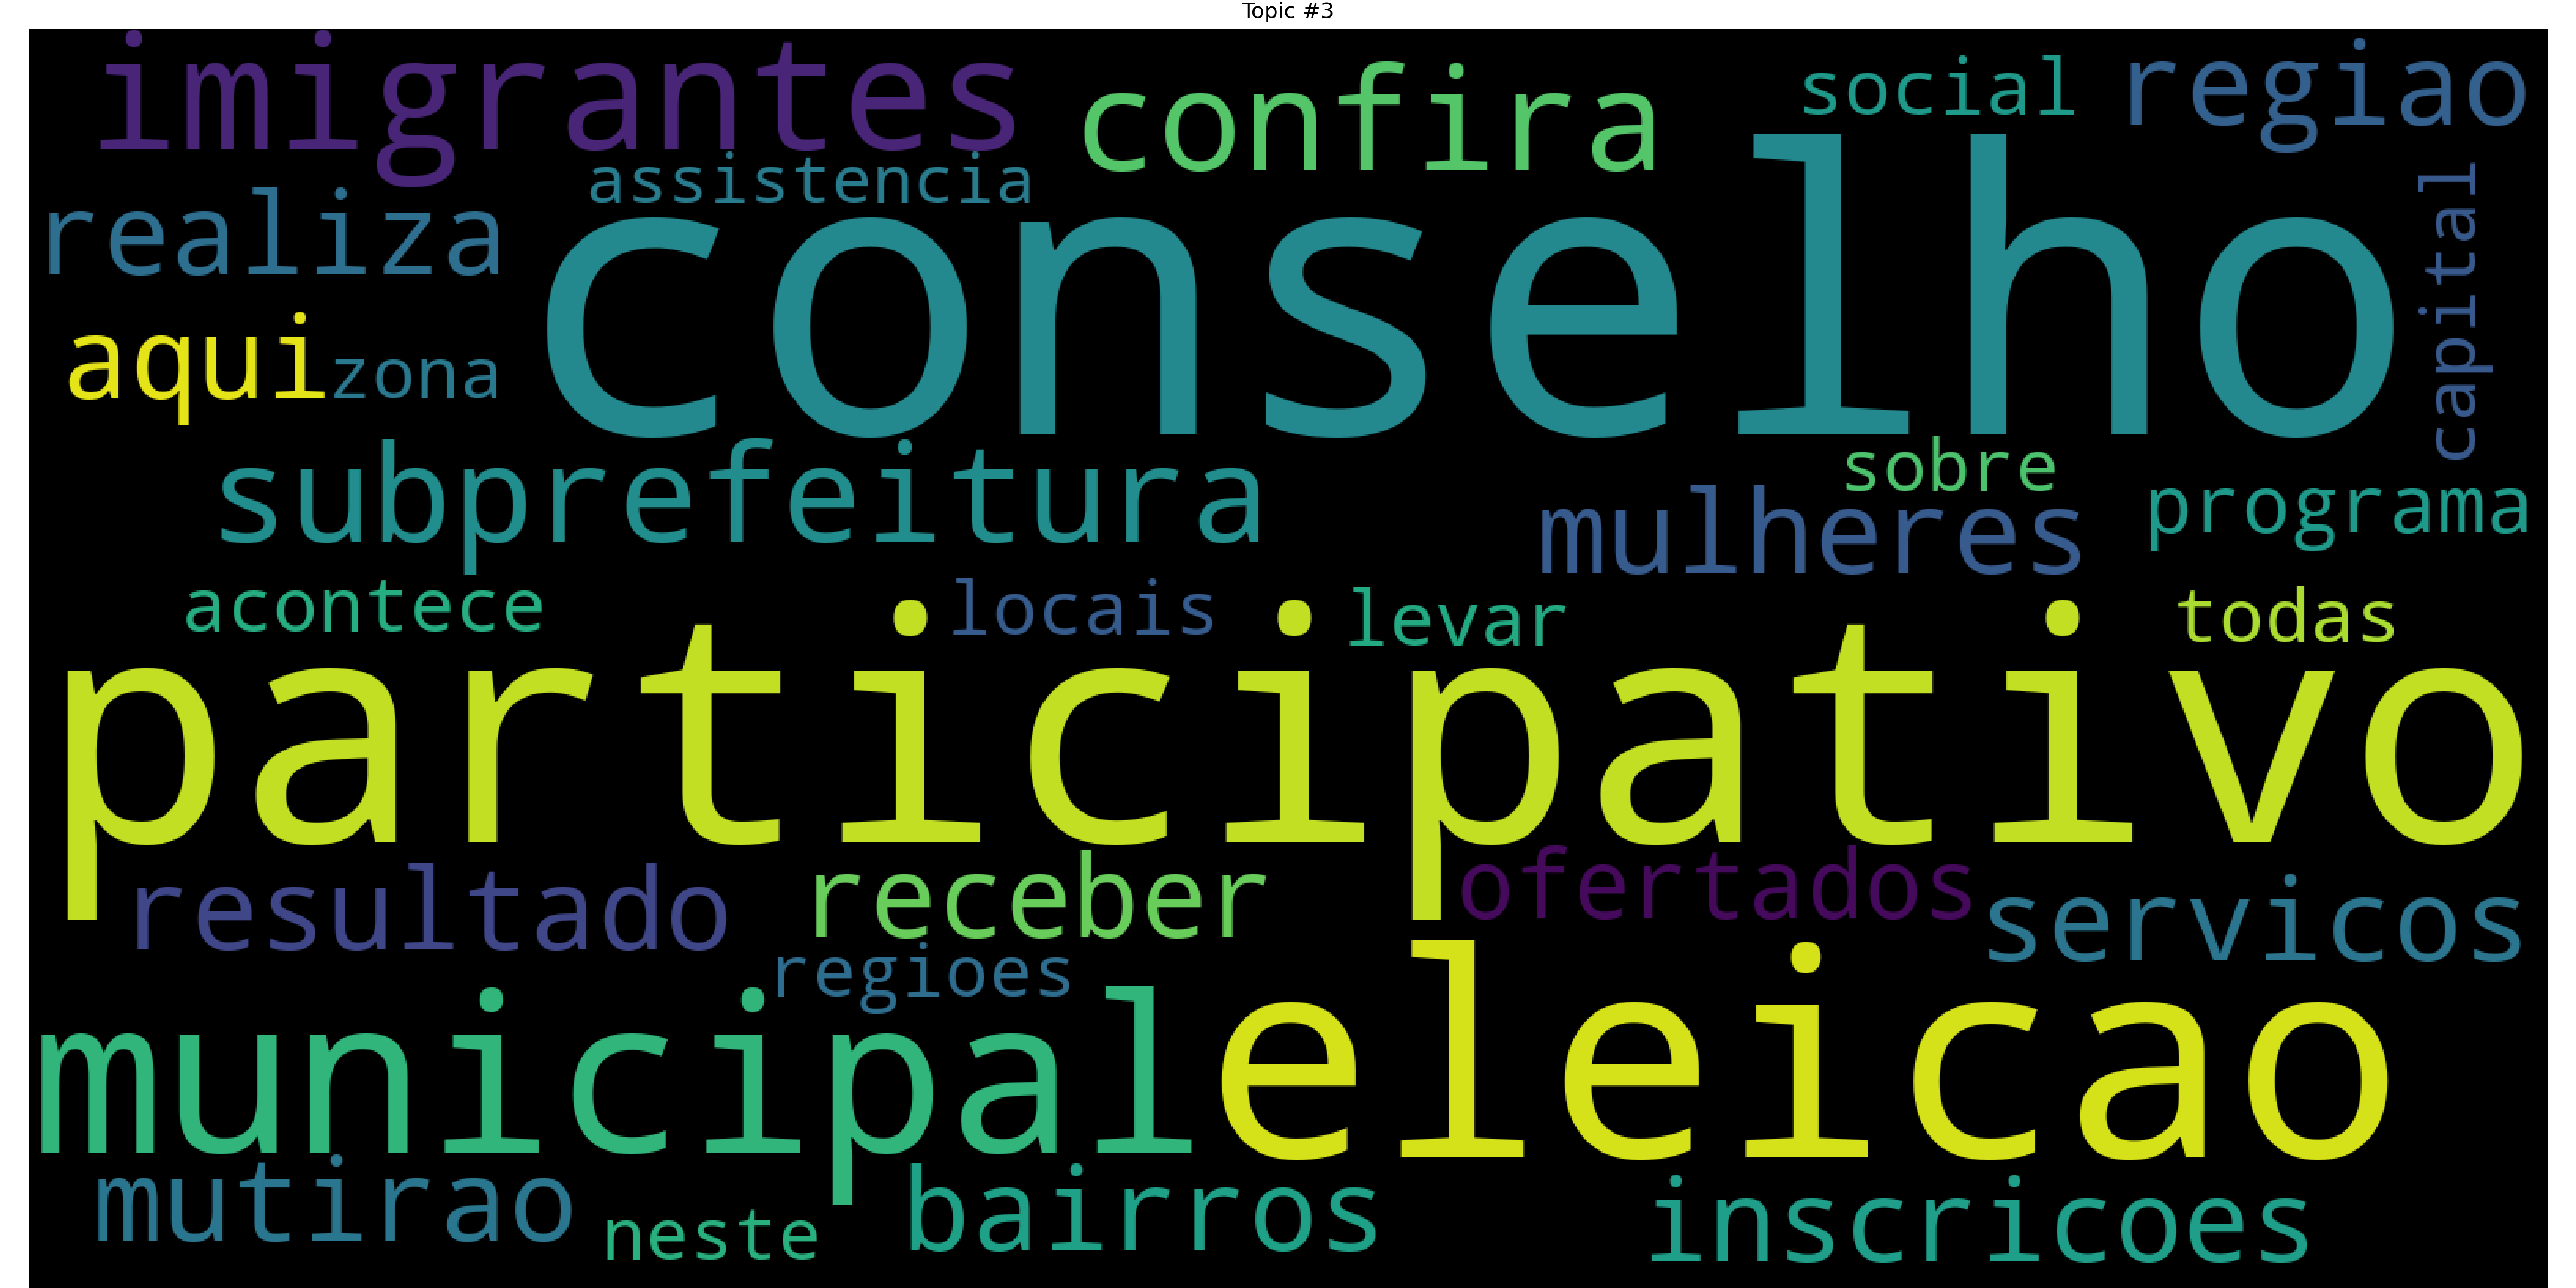 Topic #3
imigrantes
confira
social
regiao
assistencia
realiza
conselho
capital
aqui
zona
subprefeitura
sobre
mulheres
programa
acontece
locais
levar
todas
participativo
resultado
receber
ofertados
servicos
regioes
municipal
eleicao
mutirao
neste
bairros
inscricoes